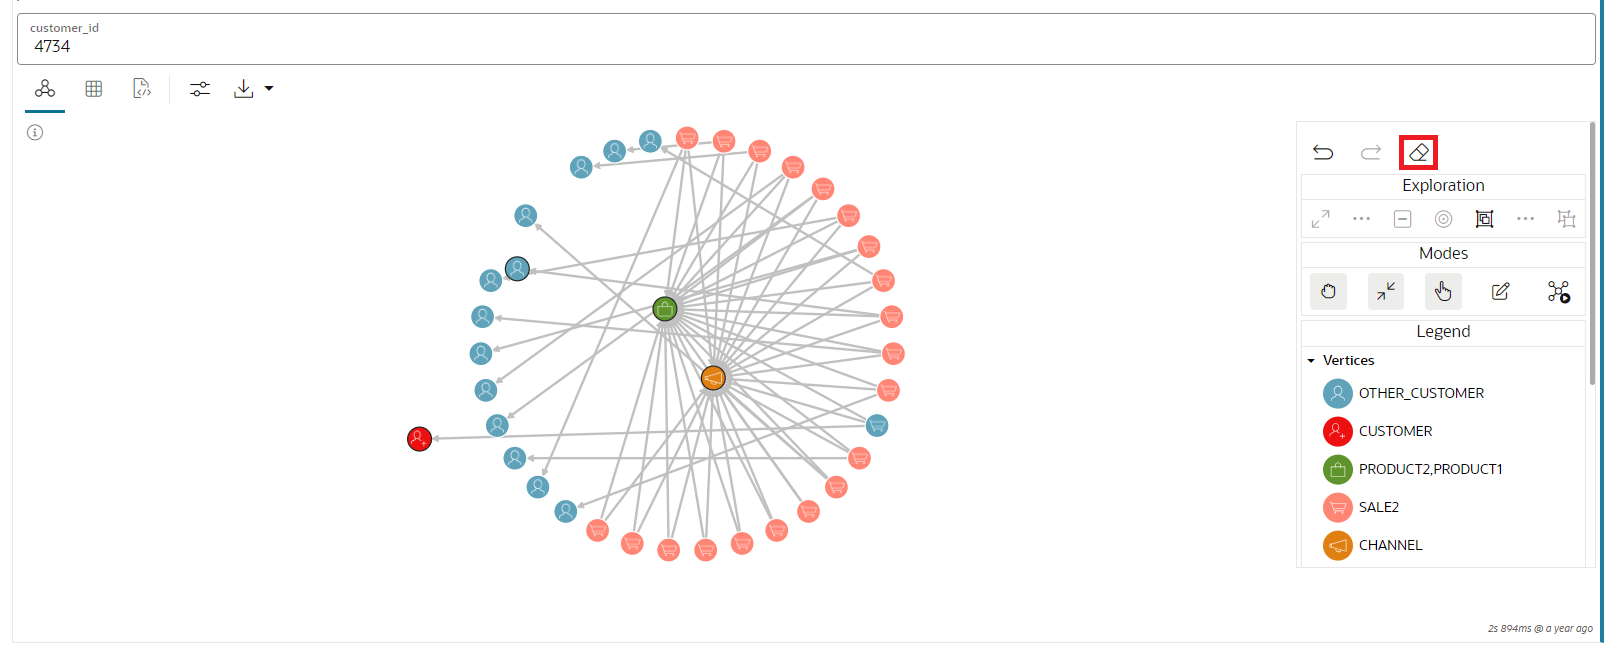 customer_id
4734
Exploration
Modes
Legend
Vertices
OTHER_CUSTOMER
CUSTOMER
PRODUCT2,PRODUCT1
SALE2
CHANNEL
2s 894ms @ a year ago